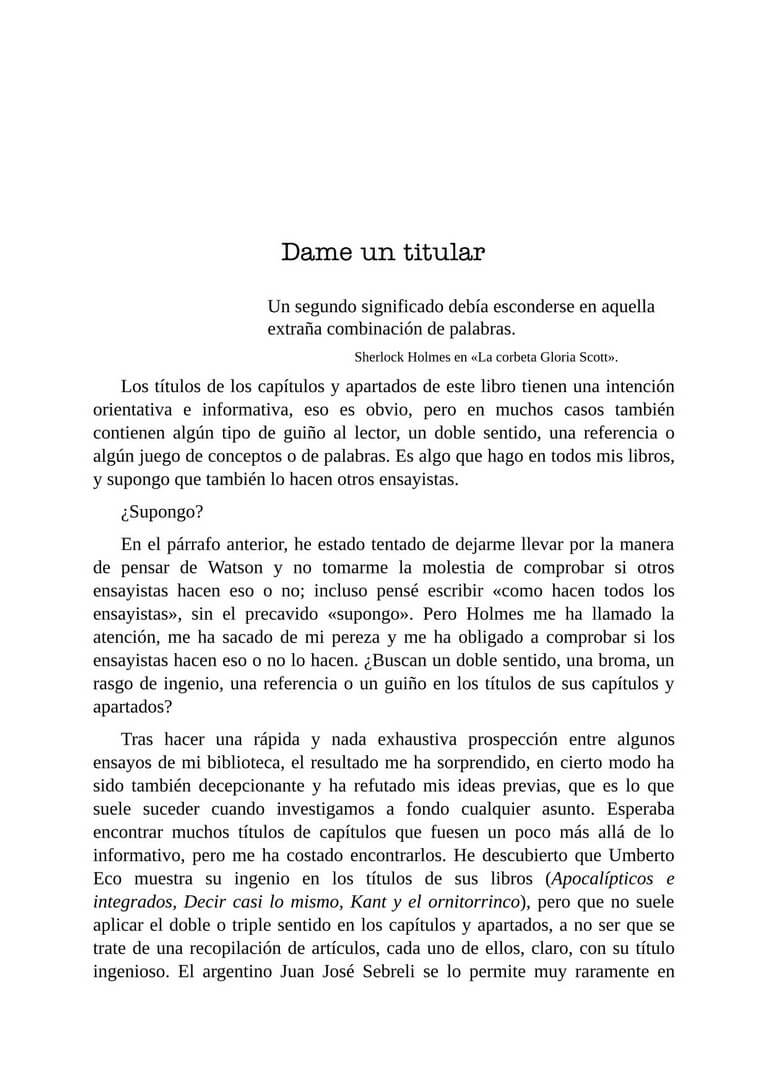 Dame un titular
Un segundo significado debía esconderse en aquella
extraña combinación de palabras.
Sherlock Holmes en «La corbeta Gloria Scott».
Los títulos de los capítulos y apartados de este libro tienen una intención
orientativa e informativa, eso es obvio, pero en muchos casos también
contienen algún tipo de guiño al lector, un doble sentido, una referencia o
algún juego de conceptos o de palabras. Es algo que hago en todos mis libros,
y supongo que también lo hacen otros ensayistas.
¿Supongo?
En el párrafo anterior, he estado tentado de dejarme llevar por la manera
de pensar de Watson y no tomarme la molestia de comprobar si otros
ensayistas hacen eso o no; incluso pensé escribir «como hacen todos los
ensayistas», sin el precavido «supongo». Pero Holmes me ha llamado la
atención, me ha sacado de mi pereza y me ha obligado a comprobar si los
ensayistas hacen eso o no lo hacen. ¿Buscan un doble sentido, una broma, un
rasgo de ingenio, una referencia o un guiño en los títulos de sus capítulos y
apartados?
Tras hacer una rápida y nada exhaustiva prospección entre algunos
ensayos de mi biblioteca, el resultado me ha sorprendido, en cierto modo ha
sido también decepcionante y ha refutado mis ideas previas, que es lo que
suele suceder cuando investigamos a fondo cualquier asunto. Esperaba
encontrar muchos títulos de capítulos que fuesen un poco más allá de lo
informativo, pero me ha costado encontrarlos. He descubierto que Umberto
Eco muestra su ingenio en los títulos de sus libros (Apocalípticos e
integrados, Decir casi lo mismo, Kant y el ornitorrinco), pero que no suele
aplicar el doble o triple sentido en los capítulos y apartados, a no ser que se
trate de una recopilación de artículos, cada uno de ellos, claro, con su título
ingenioso. El argentino Juan José Sebreli se lo permite muy raramente en